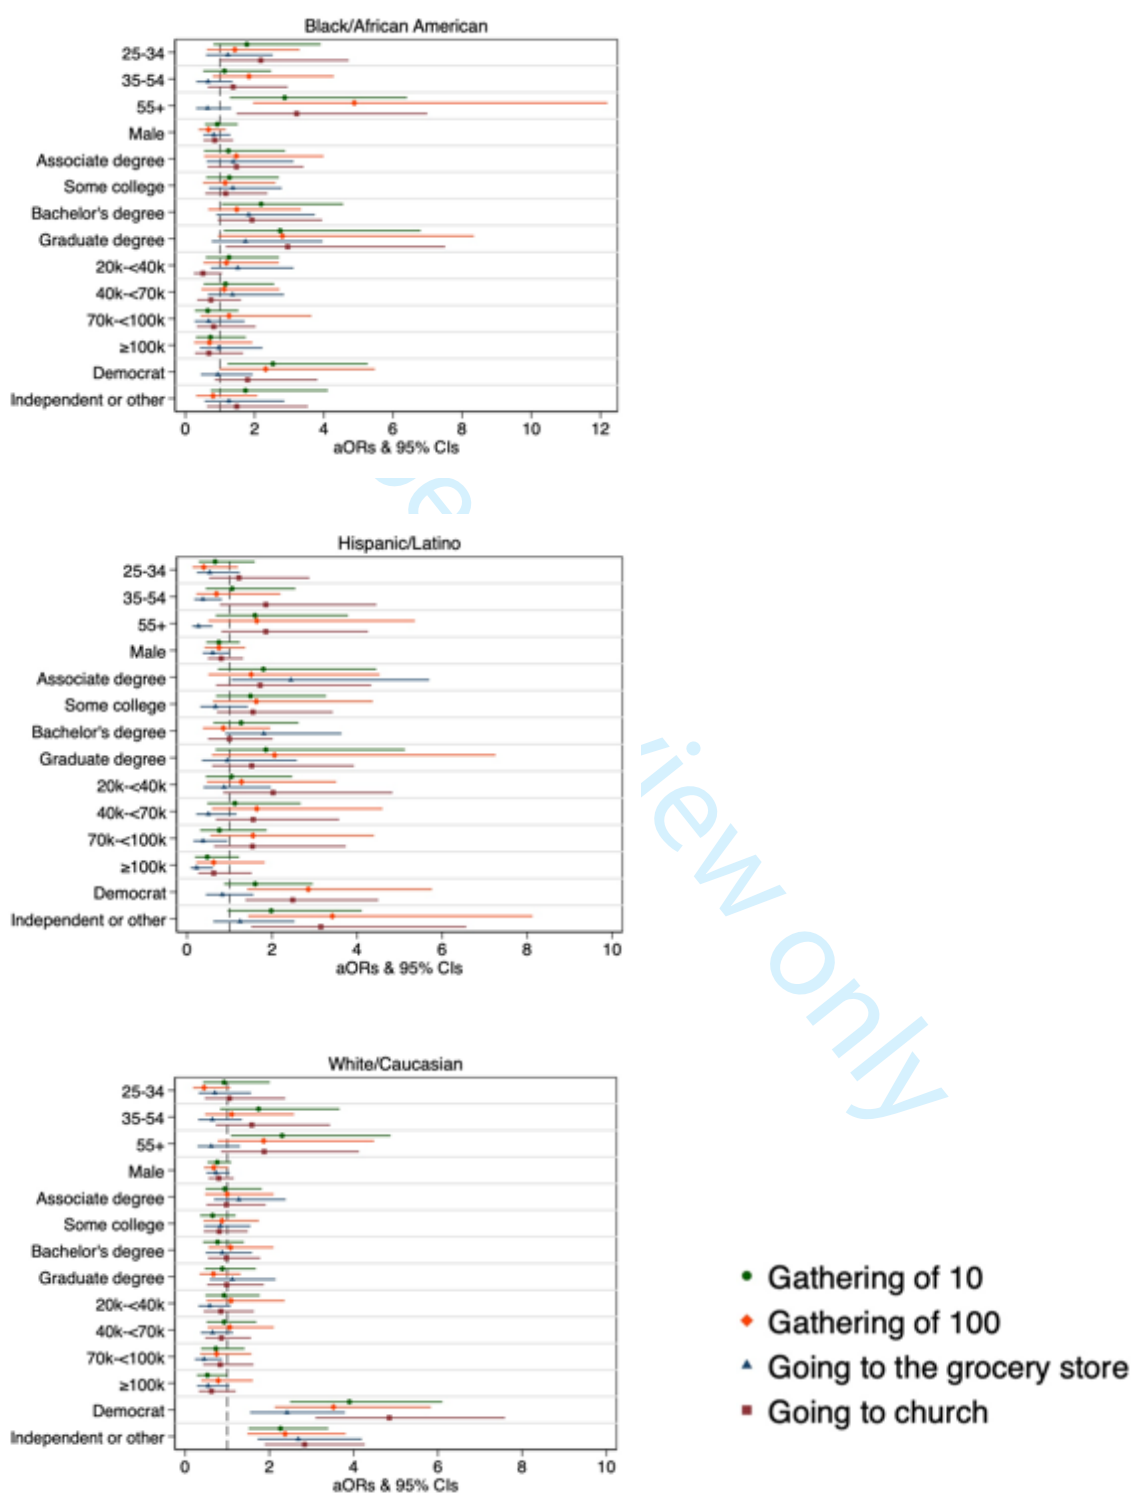 Black/African American
25-34
35-54
55+
Male
Associate degree
Some college
Bachelor's degree
Graduate degree
20k-<40k
40k-<70k
70k-<100k
≥100k
Democrat
Independent or other
0 2 4 6 8 10 12
aORs & 95% CIs
Hispanic/Latino
25-34
35-54
55+
Male
Associate degree
Some college
Bachelor's degree
Graduate degree
20k-<40k
40k-<70k
70k-<100k
≥100k
Democrat
Independent or other
0 2 4 6 8 10
aORs & 95% CIs
view only
White/Caucasian
25-34
35-54
55+
Male
Associate degree
Some college
Bachelor's degree
Graduate degree
20k-<40k
40k-<70k
70k-<100k
≥100k
Democrat
Independent or other
0 2 4 6 8 10
aORs & 95% CIs
Gathering of 10
Gathering of 100
Going to the grocery store
Going to church